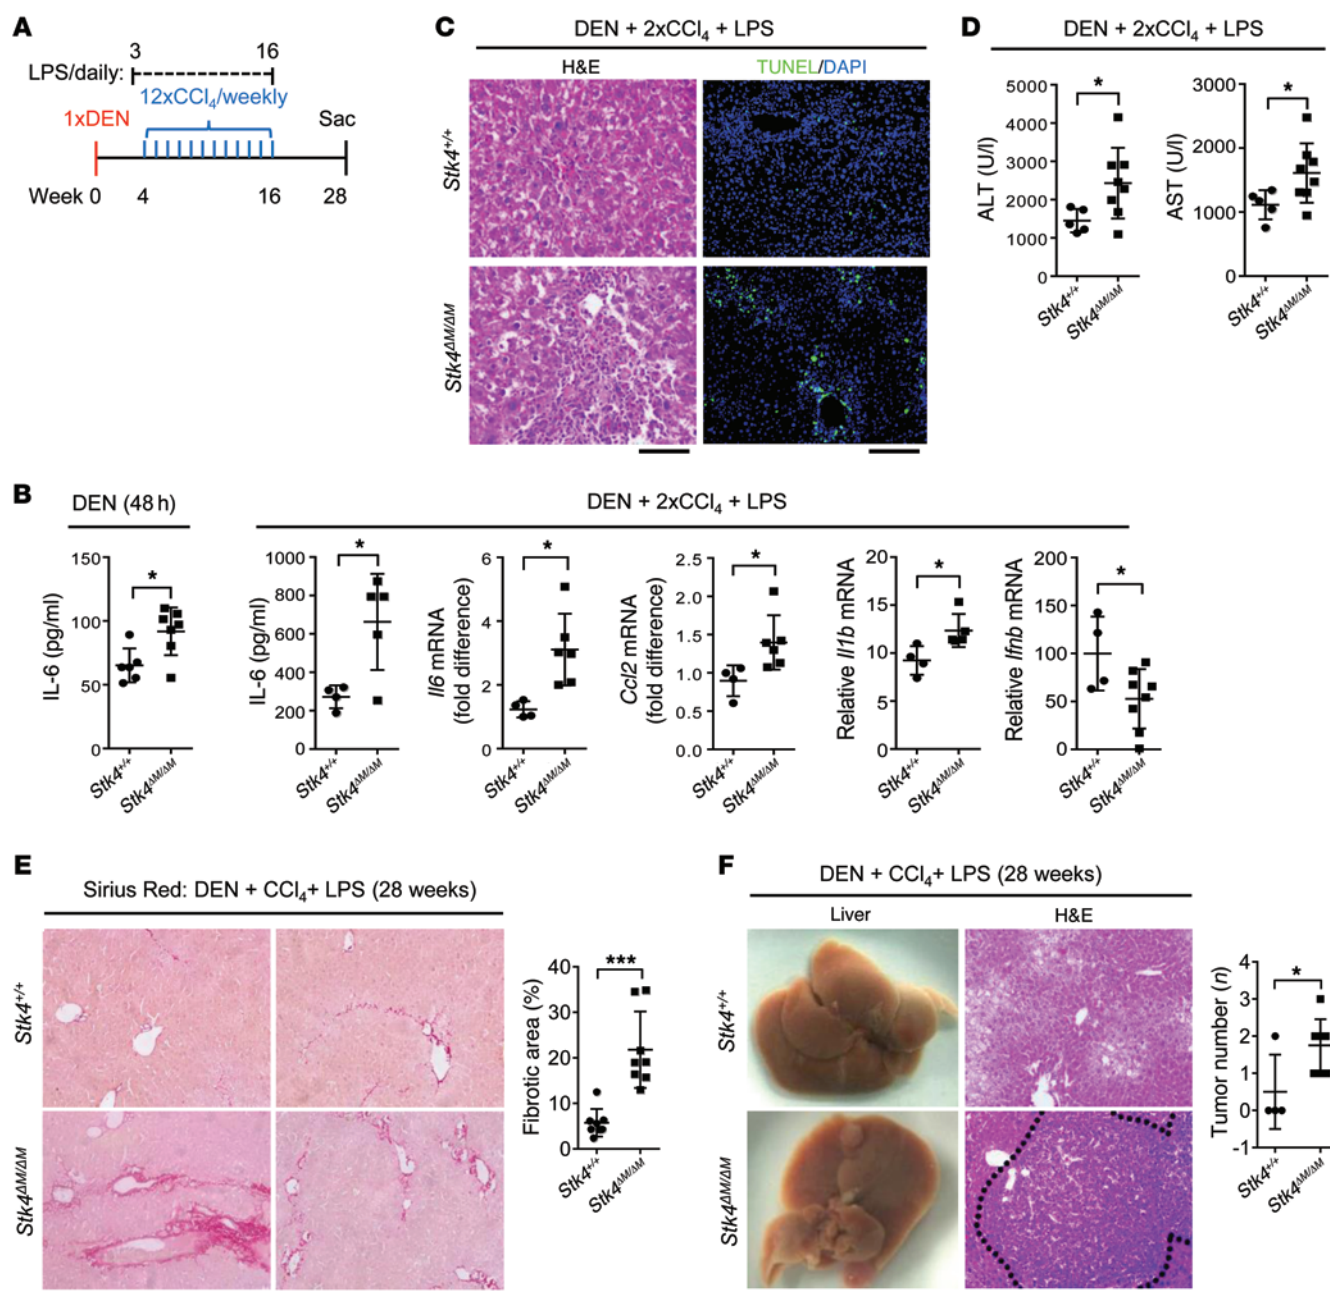 A
3 16
LPS/daily:
12xCCl₄/weekly
1xDEN
Sac
Week 0 4 16 28
C
DEN + 2xCCl₄ + LPS
H&E TUNEL/DAPI
Stk4+/+
Stk4ΔM/ΔM
D
DEN + 2xCCl₄ + LPS
ALT (U/l)
5000
4000
3000
2000
1000
0
*
Stk4+/+ Stk4ΔM/ΔM
AST (U/l)
3000
2000
1000
0
*
Stk4+/+ Stk4ΔM/ΔM
B
DEN (48 h)
DEN + 2xCCl₄ + LPS
IL-6 (pg/ml)
150
100
50
0
*
Stk4+/+ Stk4ΔM/ΔM
IL-6 (pg/ml)
1000
800
600
400
200
0
*
Stk4+/+ Stk4ΔM/ΔM
Il6 mRNA
(fold difference)
6
4
2
0
*
Stk4+/+ Stk4ΔM/ΔM
Ccl2 mRNA
(fold difference)
2.5
2.0
1.5
1.0
0.5
0.0
*
Stk4+/+ Stk4ΔM/ΔM
Relative Il1b mRNA
20
15
10
5
0
*
Stk4+/+ Stk4ΔM/ΔM
Relative Ifnb mRNA
200
150
100
50
0
*
Stk4+/+ Stk4ΔM/ΔM
E
Sirius Red: DEN + CCl₄+ LPS (28 weeks)
Stk4+/+
Stk4ΔM/ΔM
Fibrotic area (%)
40
30
20
10
0
***
Stk4+/+ Stk4ΔM/ΔM
F
DEN + CCl₄+ LPS (28 weeks)
Liver H&E
Stk4+/+
Stk4ΔM/ΔM
Tumor number (n)
4
3
2
1
0
-1
*
Stk4+/+ Stk4ΔM/ΔM